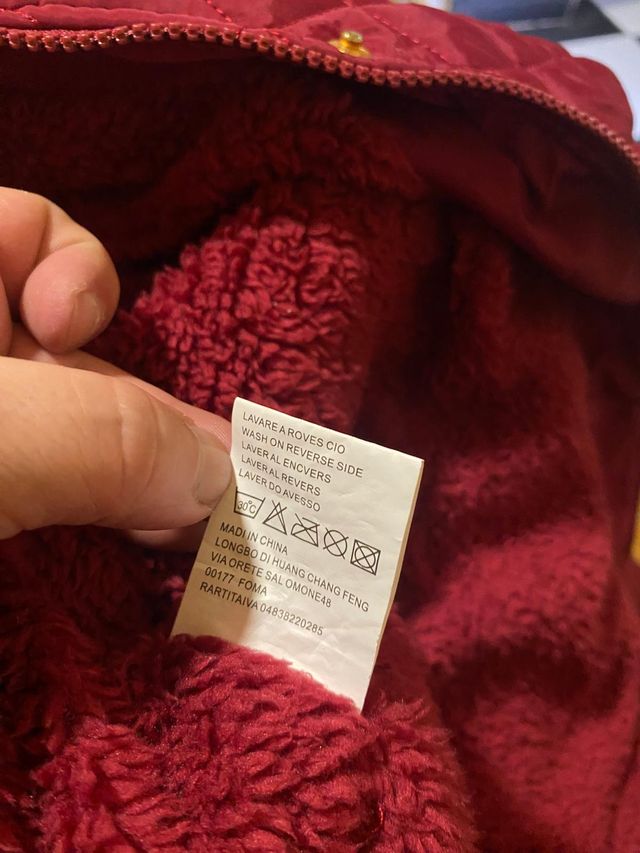 LAVARE A ROVES CIO
WASH ON REVERSE SIDE
LAVER AL ENCVERS
LAVER AL REVERS
LAVER DO AVESSO
30°C
MADI IN CHINA
LONGBO DI HUANG CHANG FENG
VIA ORETE SAL OMONE48
00177 FOMA
RARTITAIVA 04838220285